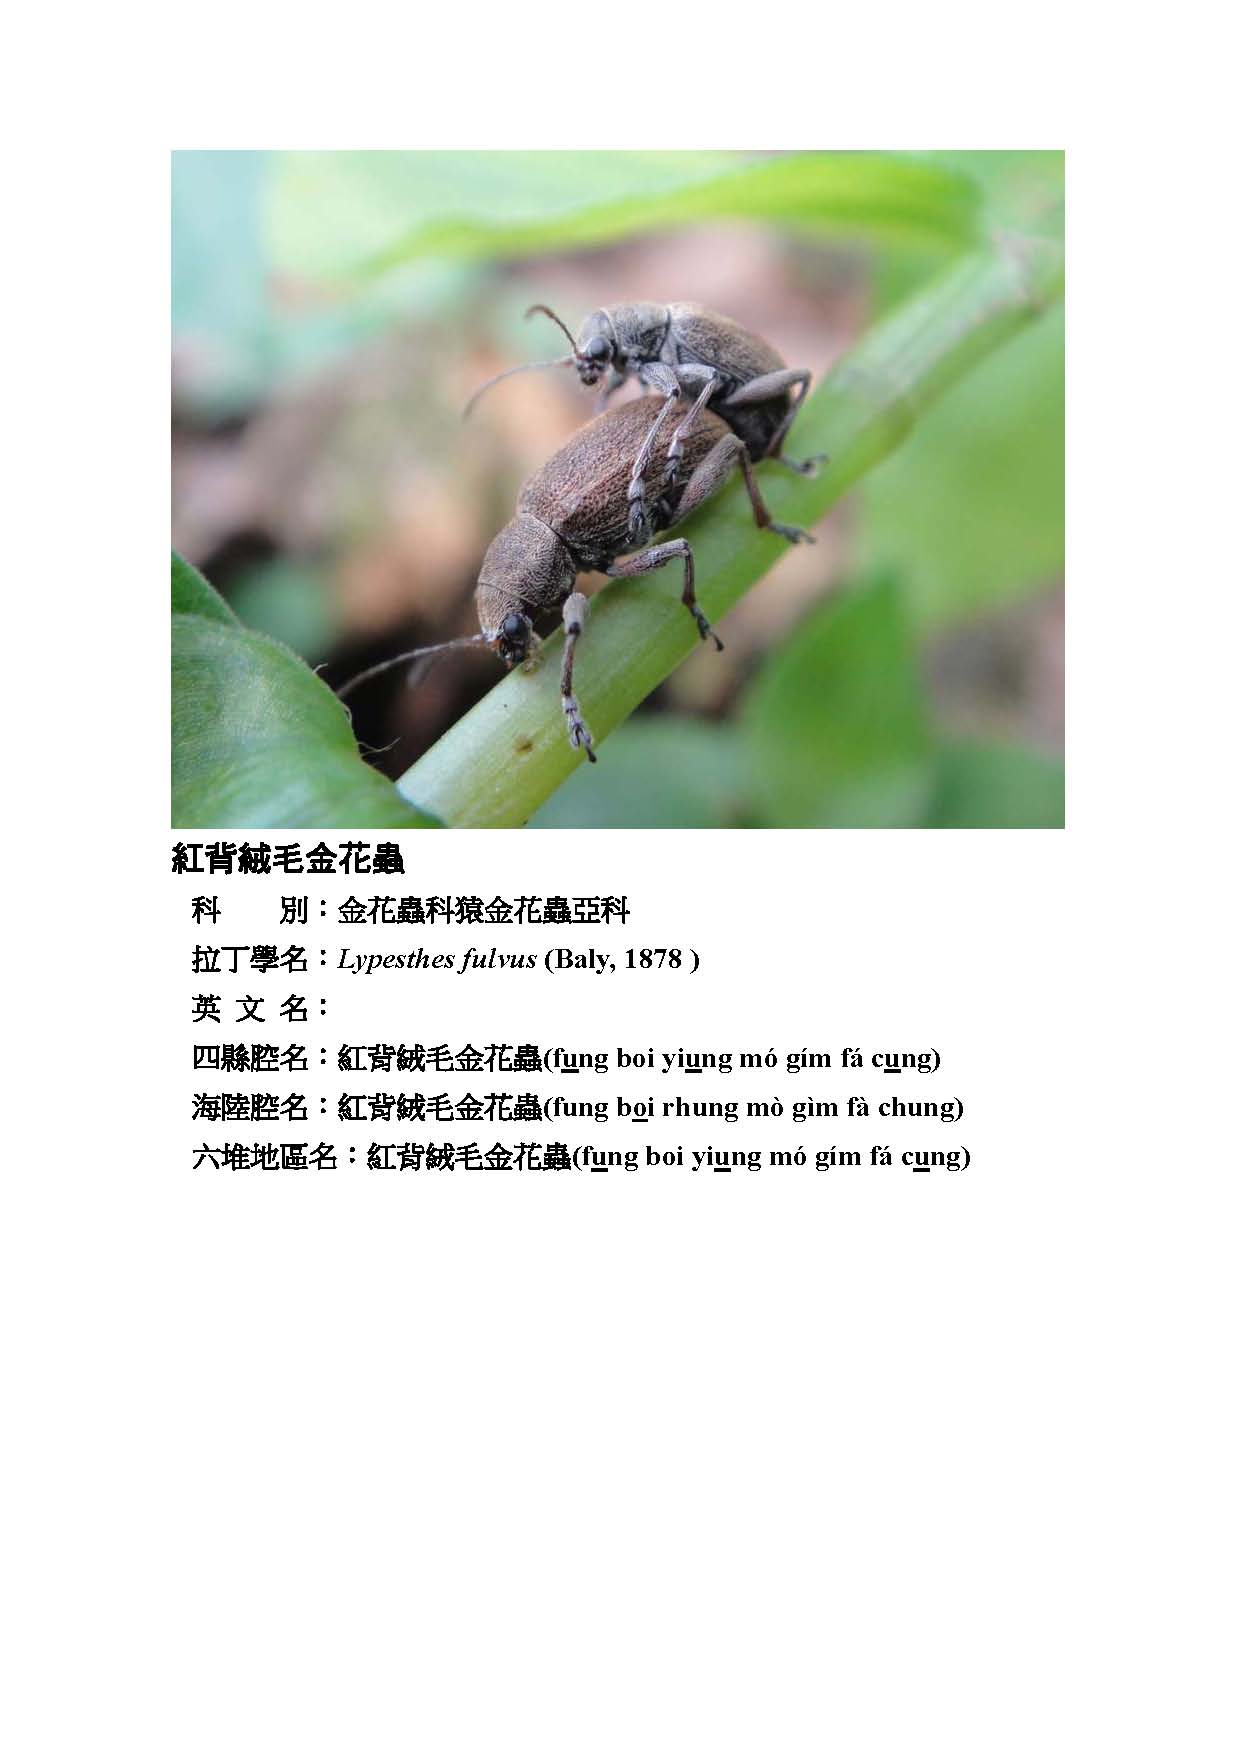 紅背絨毛金花蟲
科　　別：金花蟲科猿金花蟲亞科
拉丁學名：Lypesthes fulvus (Baly, 1878 )
英 文 名：
四縣腔名：紅背絨毛金花蟲(fung boi yiung mó gím fá cung)
海陸腔名：紅背絨毛金花蟲(fung boi rhung mò gìm fà chung)
六堆地區名：紅背絨毛金花蟲(fung boi yiung mó gím fá cung)